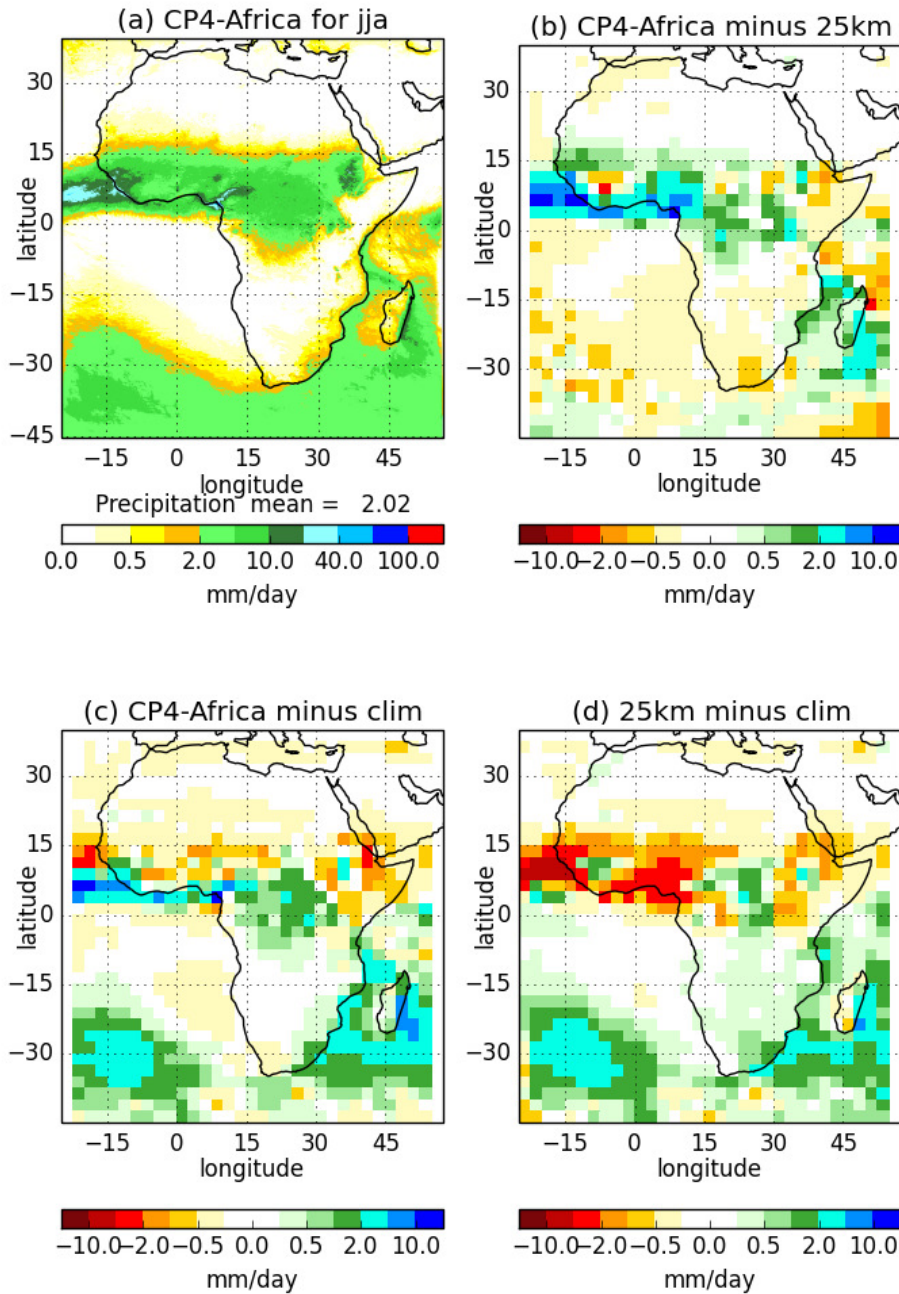 (a) CP4-Africa for jja
30
15
0
−15
−30
−45
latitude
−15 0 15 30 45
longitude
Precipitation mean = 2.02
0.0 0.5 2.0 10.0 40.0 100.0
mm/day
(b) CP4-Africa minus 25km
30
15
0
−15
−30
latitude
−15 0 15 30 45
longitude
−10.0 −2.0 −0.5 0.0 0.5 2.0 10.0
mm/day
(c) CP4-Africa minus clim
30
15
0
−15
−30
latitude
−15 0 15 30 45
longitude
−10.0 −2.0 −0.5 0.0 0.5 2.0 10.0
mm/day
(d) 25km minus clim
30
15
0
−15
−30
latitude
−15 0 15 30 45
longitude
−10.0 −2.0 −0.5 0.0 0.5 2.0 10.0
mm/day